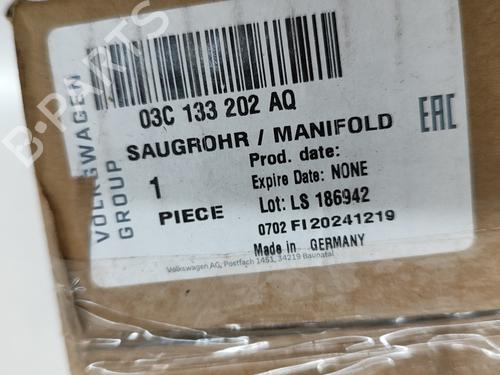 VOLKSWAGEN
GROUP
03C 133 202 AQ
SAUGROHR / MANIFOLD
1
PIECE
Prod. date:
Expire Date: NONE
Lot: LS 186942
0702 FI20241219
Made in GERMANY
Volkswagen AG, Postfach 1451, 34219 Baunatal
EAC
B-PARTS